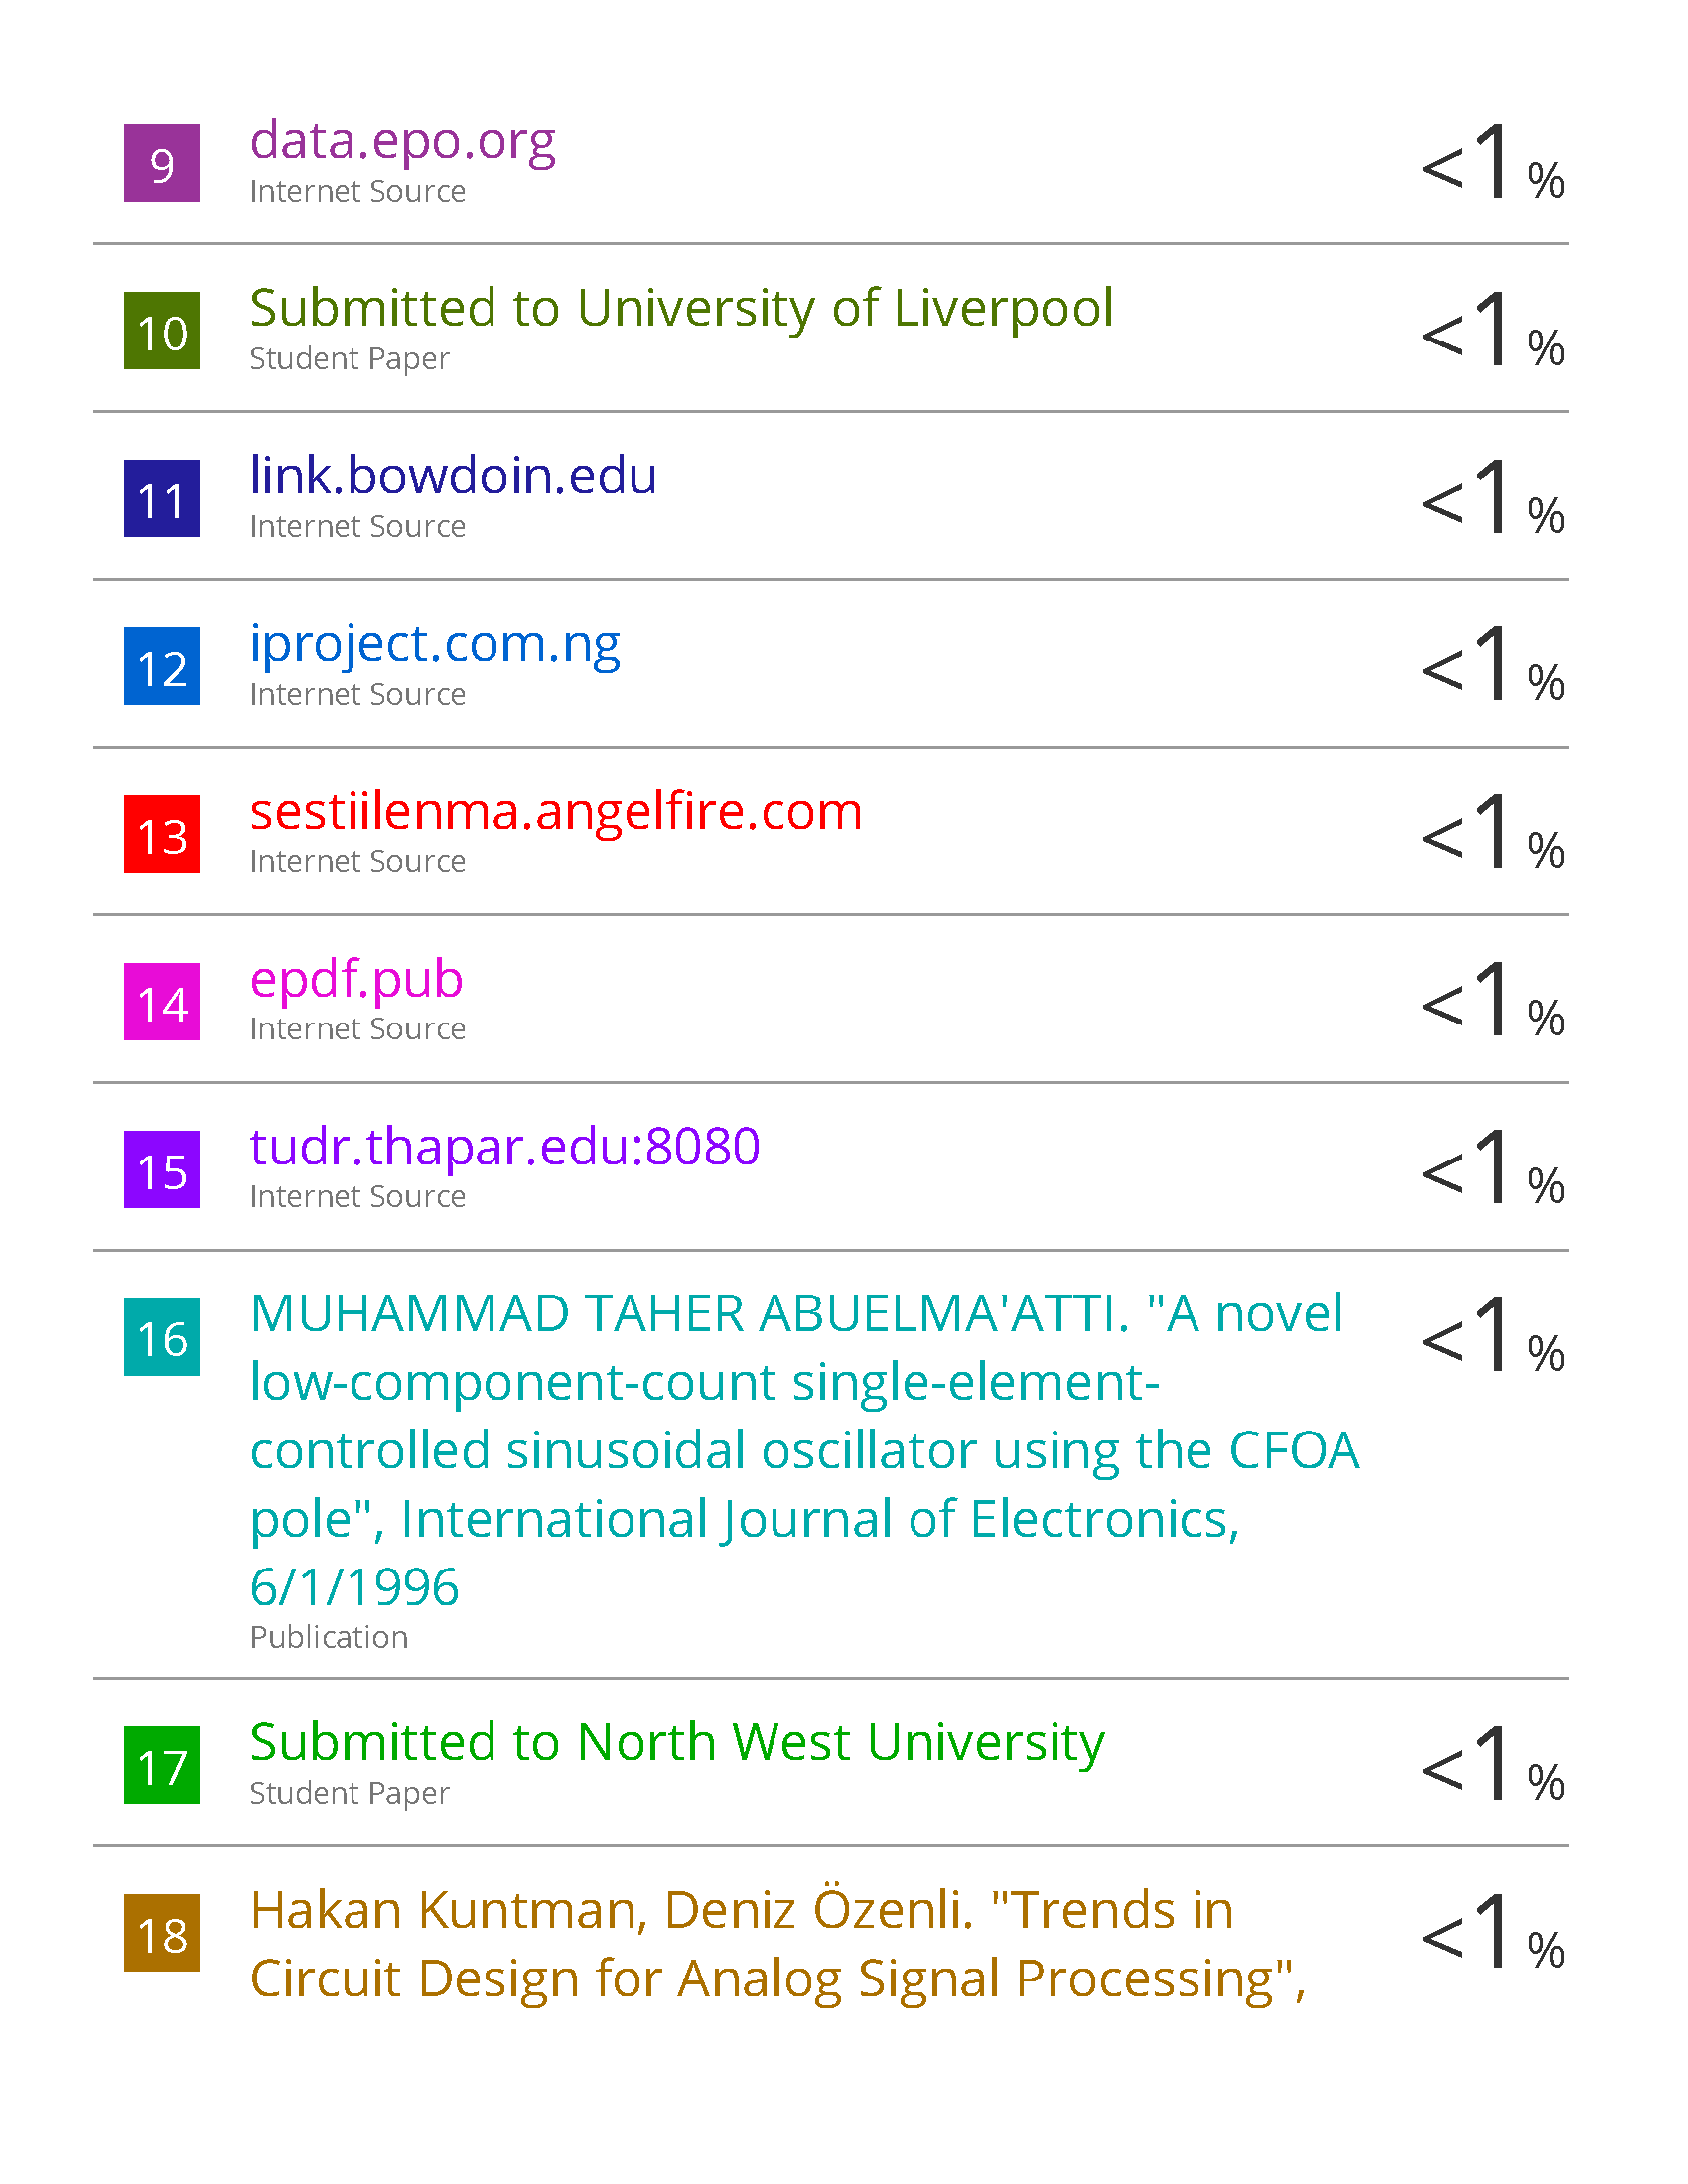 9
data.epo.org
Internet Source
<1%
10
Submitted to University of Liverpool
Student Paper
<1%
11
link.bowdoin.edu
Internet Source
<1%
12
iproject.com.ng
Internet Source
<1%
13
sestiilenma.angelfire.com
Internet Source
<1%
14
epdf.pub
Internet Source
<1%
15
tudr.thapar.edu:8080
Internet Source
<1%
16
MUHAMMAD TAHER ABUELMA'ATTI. "A novel
low-component-count single-element-
controlled sinusoidal oscillator using the CFOA
pole", International Journal of Electronics,
6/1/1996
Publication
<1%
17
Submitted to North West University
Student Paper
<1%
18
Hakan Kuntman, Deniz Özenli. "Trends in
Circuit Design for Analog Signal Processing",
<1%